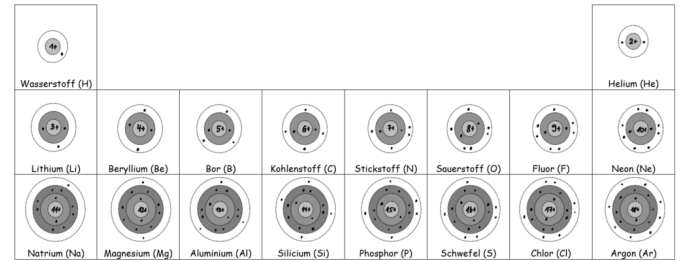 1+ 2+
Wasserstoff (H) Helium (He)
3+ 4+ 5+ 6+ 7+ 8+ 9+ 10+
Lithium (Li) Beryllium (Be) Bor (B) Kohlenstoff (C) Stickstoff (N) Sauerstoff (O) Fluor (F) Neon (Ne)
11+ 12+ 13+ 14+ 15+ 16+ 17+ 18+
Natrium (Na) Magnesium (Mg) Aluminium (Al) Silicium (Si) Phosphor (P) Schwefel (S) Chlor (Cl) Argon (Ar)